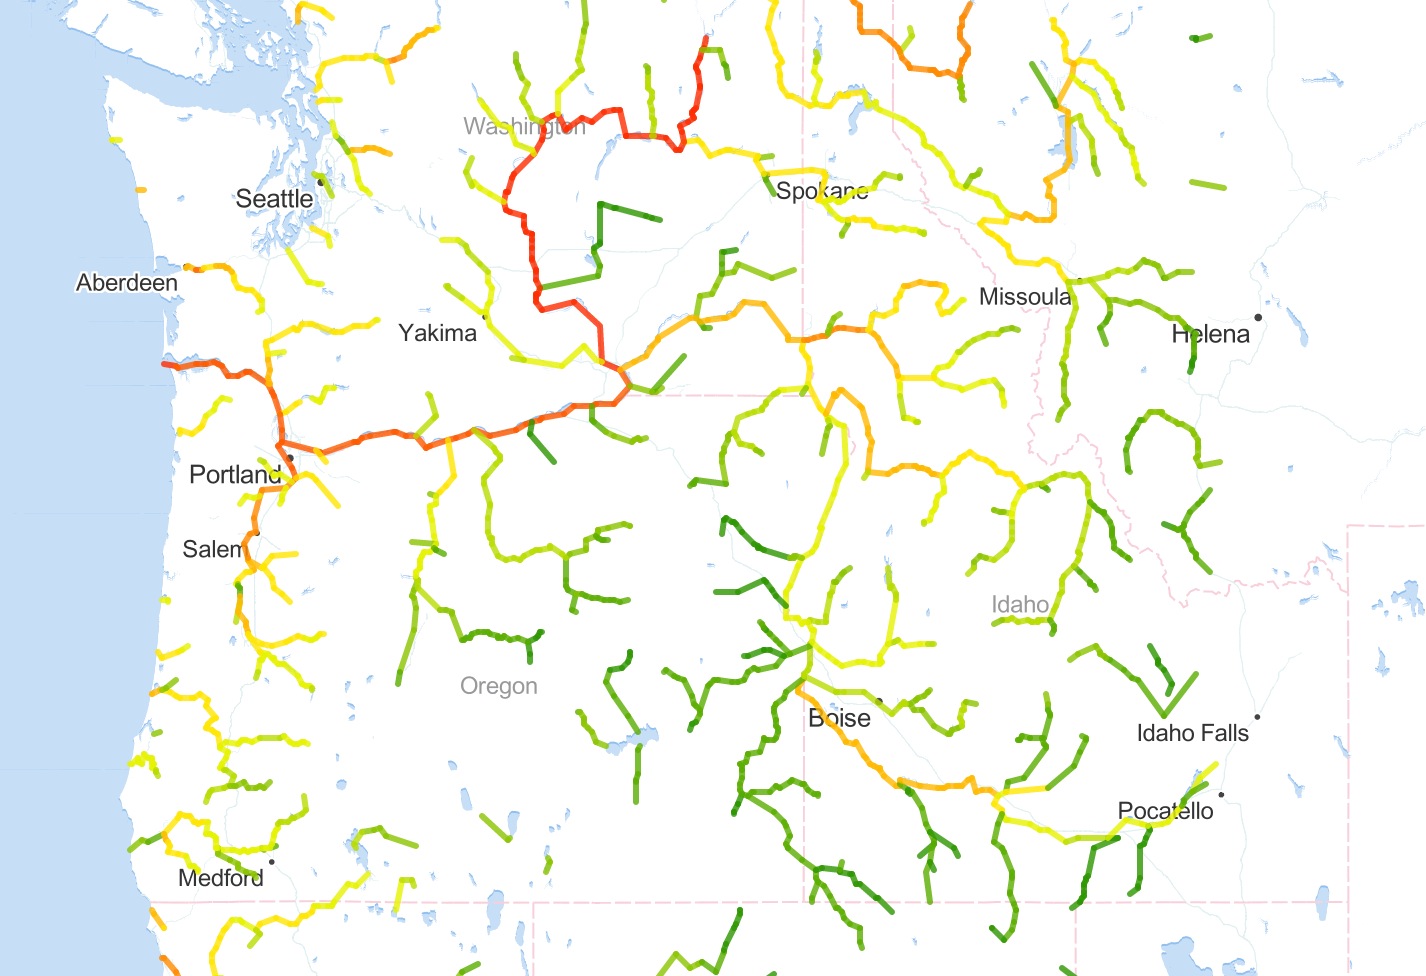 Washington
Seattle
Spokane
Aberdeen
Missoula
Yakima
Helena
Portland
Salem
Idaho
Oregon
Boise
Idaho Falls
Pocatello
Medford